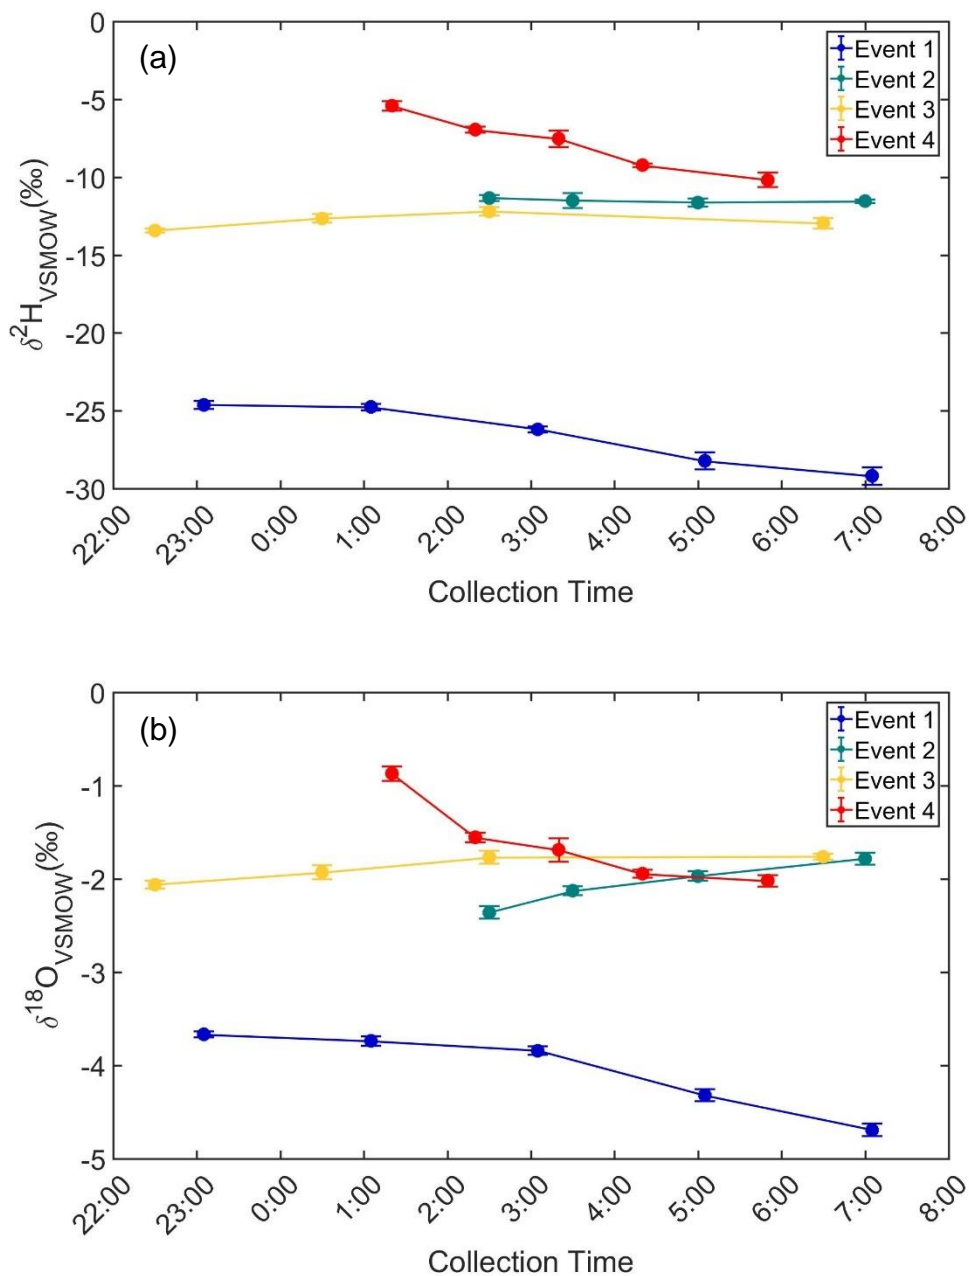 (a)
0
-5
-10
-15
-20
-25
-30
δ²H_VSMOW(‰)
Event 1
Event 2
Event 3
Event 4
22:00 23:00 0:00 1:00 2:00 3:00 4:00 5:00 6:00 7:00 8:00
Collection Time
(b)
0
-1
-2
-3
-4
-5
δ¹⁸O_VSMOW(‰)
Event 1
Event 2
Event 3
Event 4
22:00 23:00 0:00 1:00 2:00 3:00 4:00 5:00 6:00 7:00 8:00
Collection Time